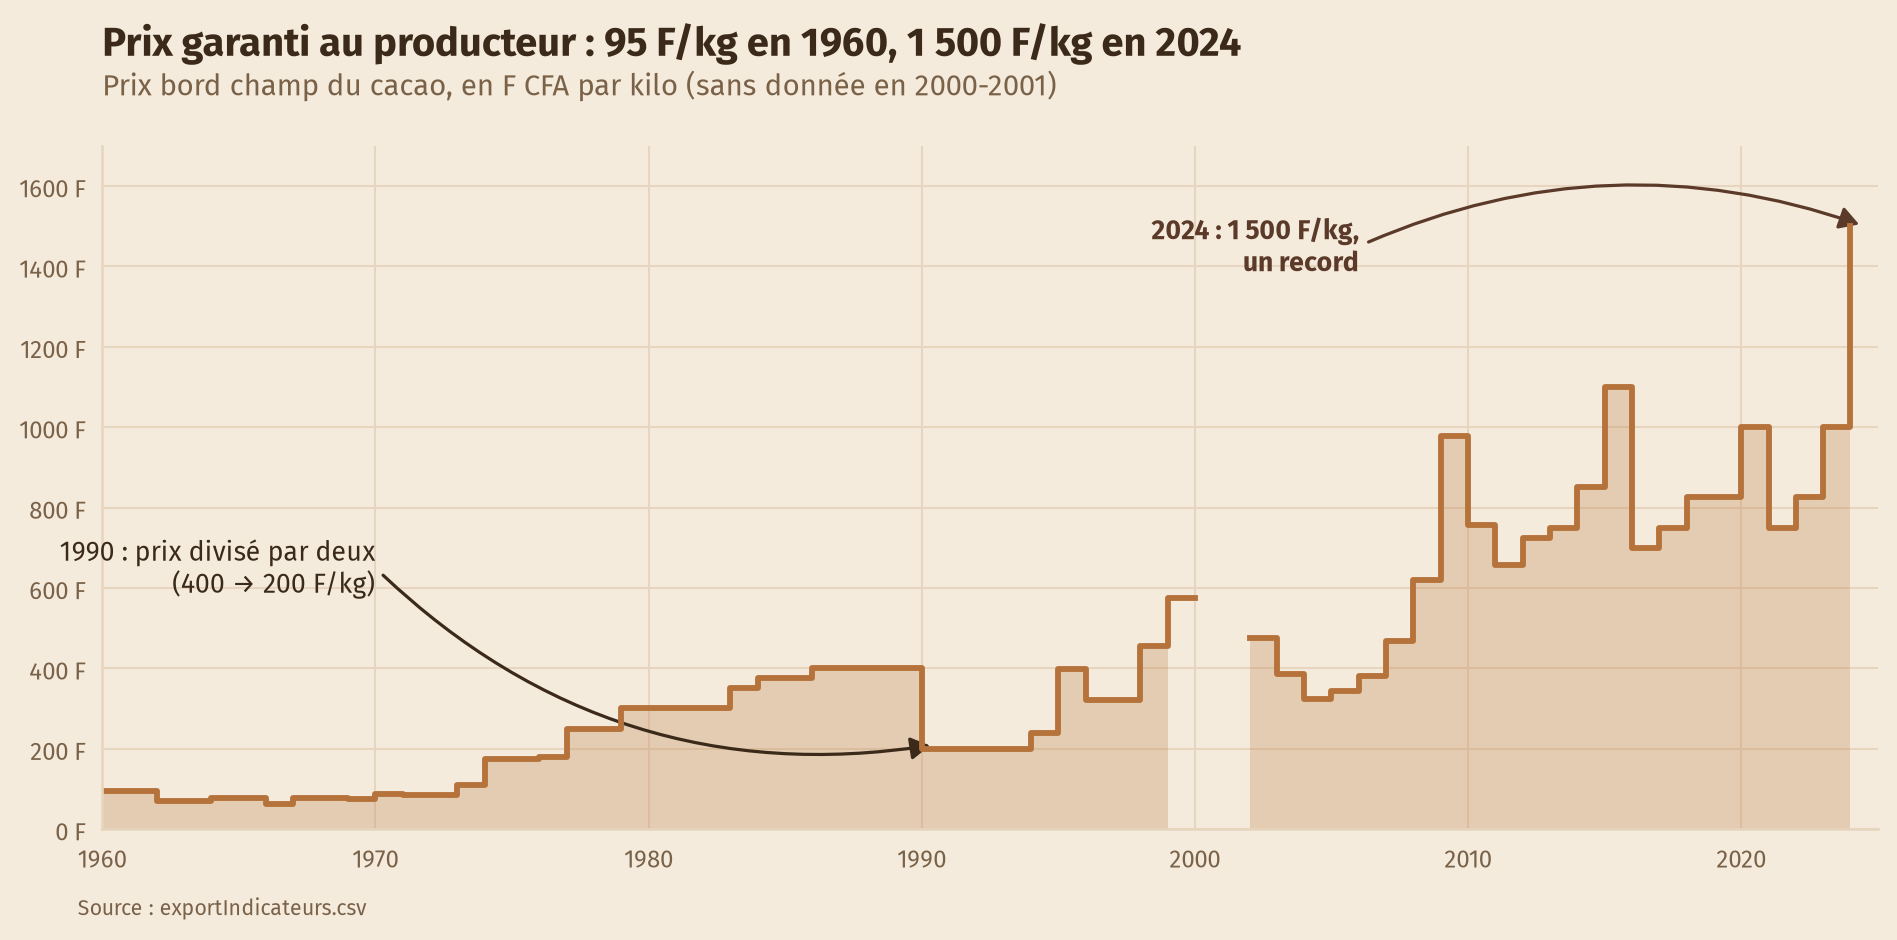 Prix garanti au producteur : 95 F/kg en 1960, 1 500 F/kg en 2024
Prix bord champ du cacao, en F CFA par kilo (sans donnée en 2000-2001)
1600 F
1400 F
1200 F
1000 F
800 F
600 F
400 F
200 F
0 F
2024 : 1 500 F/kg,
un record
1990 : prix divisé par deux
(400 → 200 F/kg)
1960
1970
1980
1990
2000
2010
2020
Source : exportIndicateurs.csv